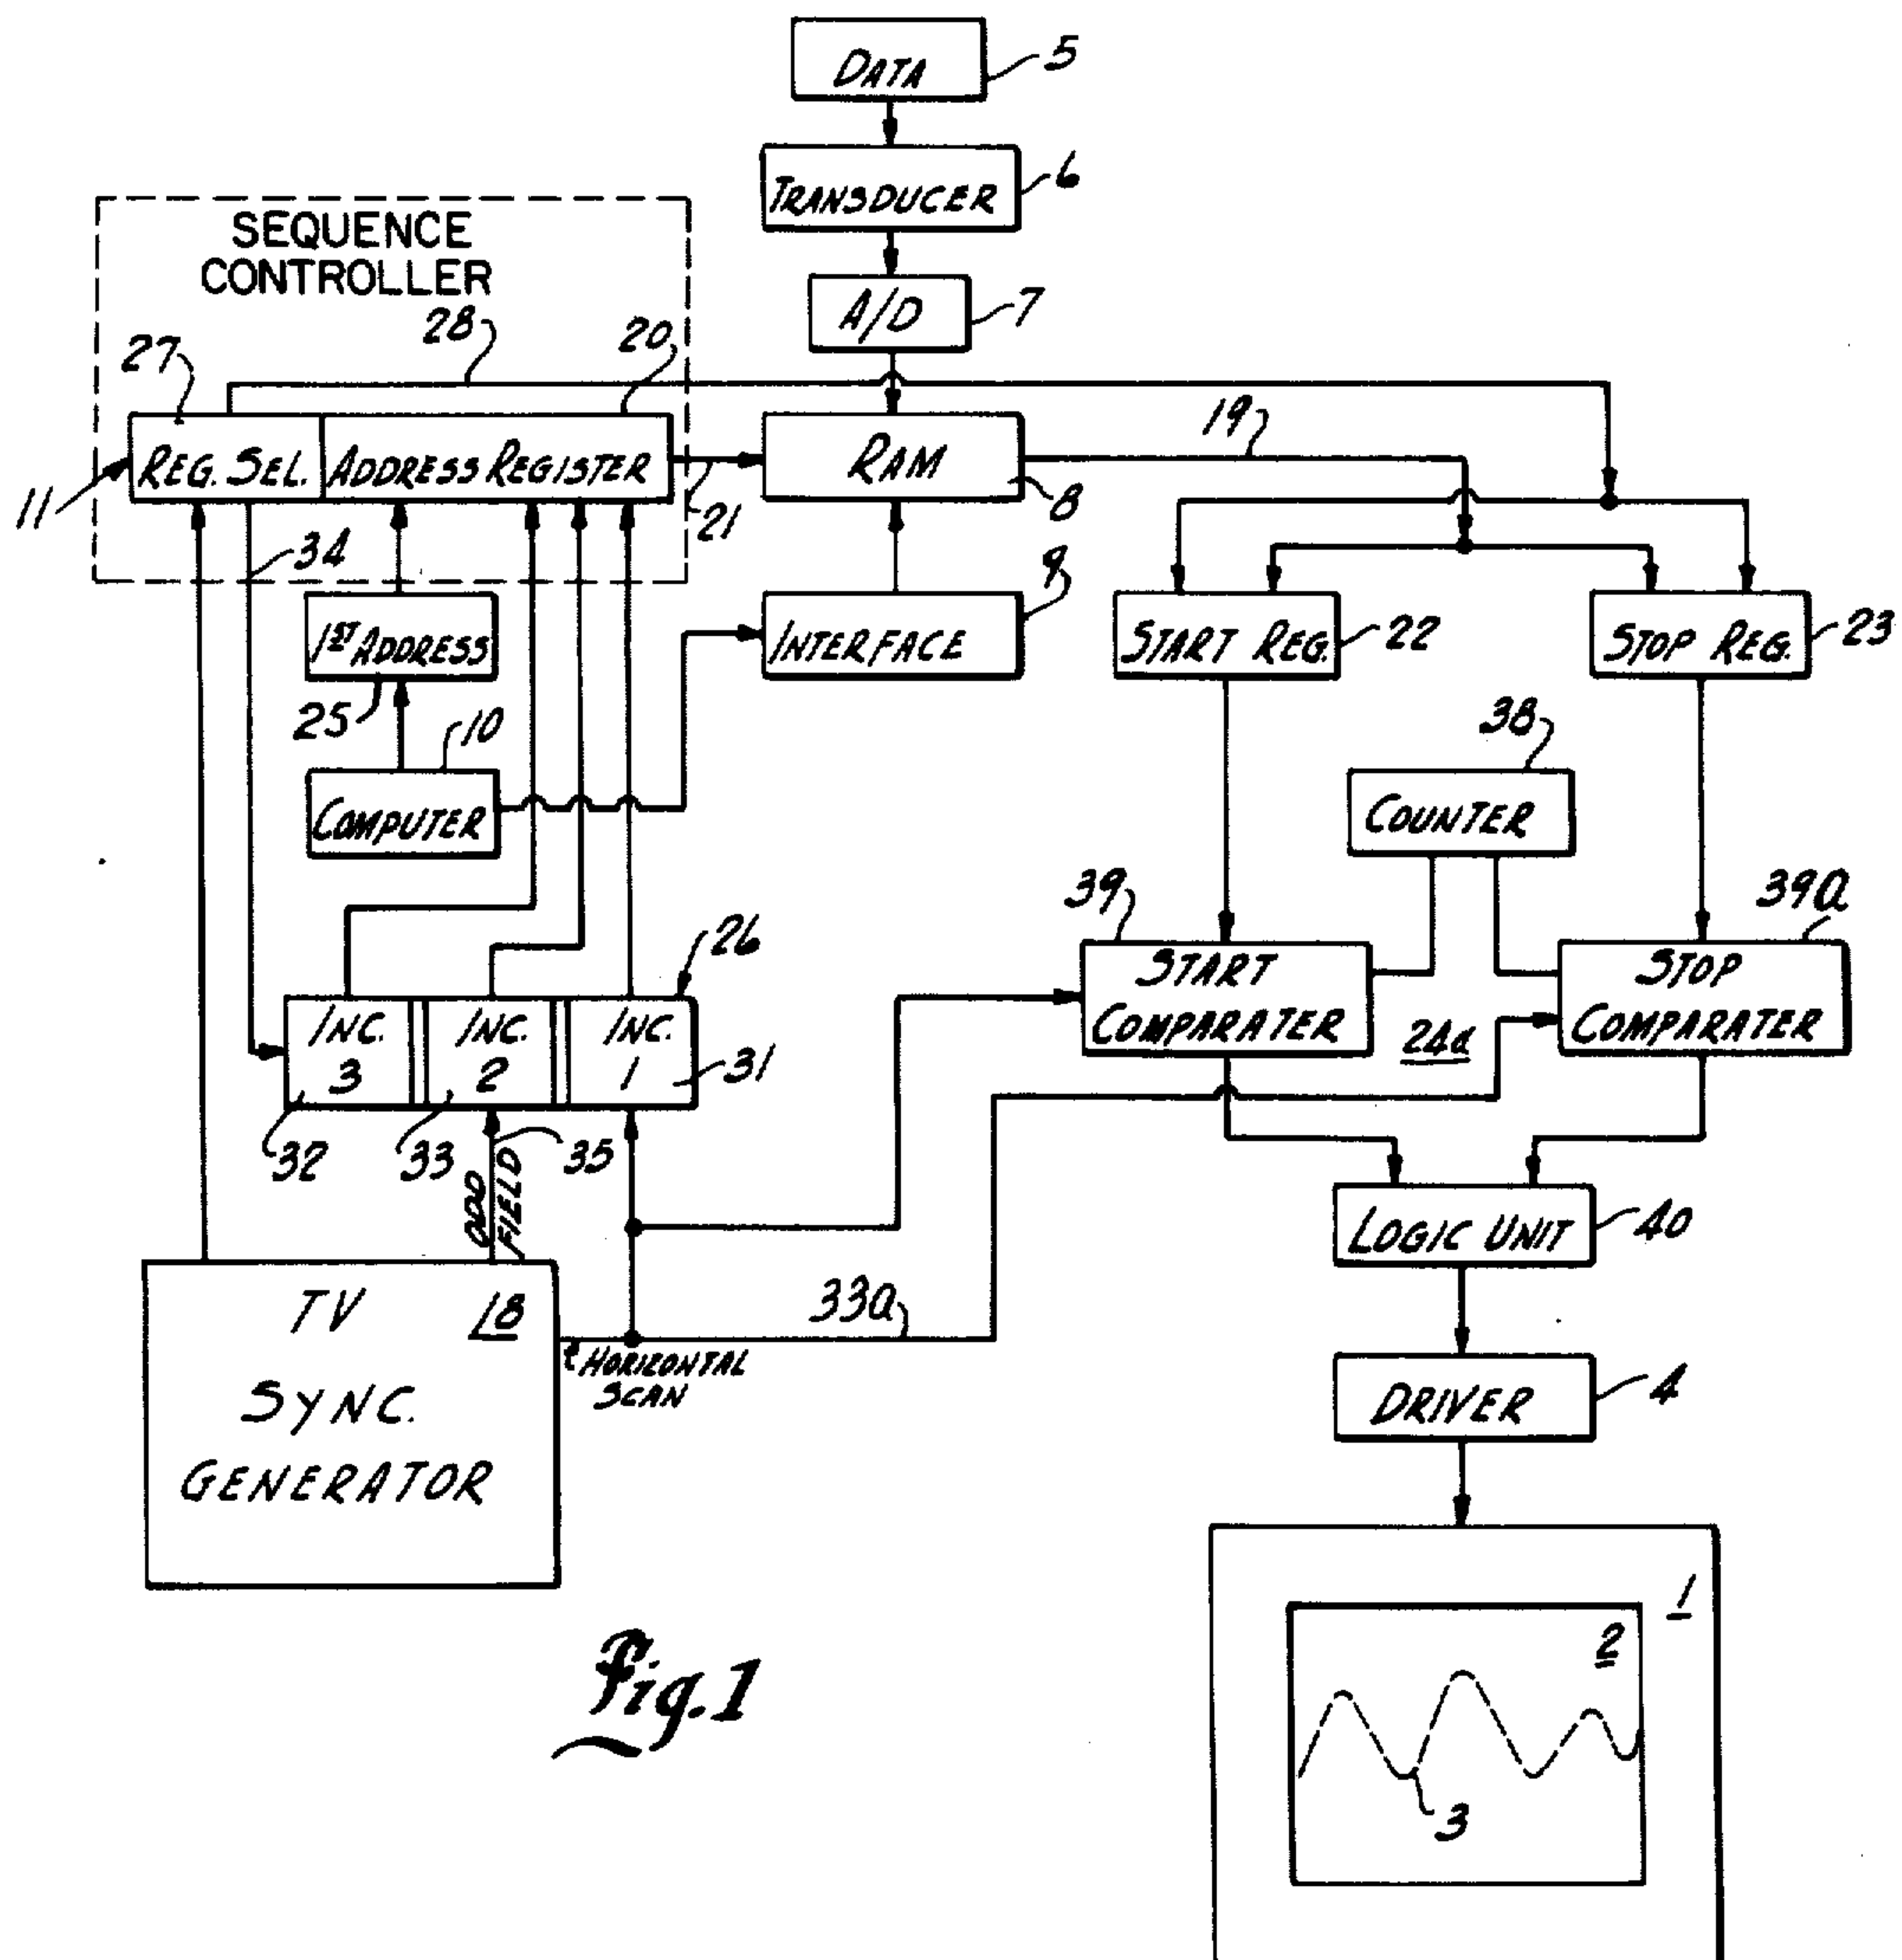 DATA
5
TRANSDUCER
6
SEQUENCE
CONTROLLER
A/D
7
28
20
27
19
REG. SEL.
ADDRESS REGISTER
RAM
11
21
8
34
9
1ST ADDRESS
INTERFACE
START REG.
22
STOP REG.
23
25
10
38
COMPUTER
COUNTER
39
39a
26
START
COMPARATER
STOP
COMPARATER
24a
INC.
3
INC.
2
INC.
1
31
32
33
35
ODD
FIELD
LOGIC UNIT
40
TV
SYNC.
GENERATOR
18
33a
HORIZONTAL
SCAN
DRIVER
4
1
2
3
Fig.1